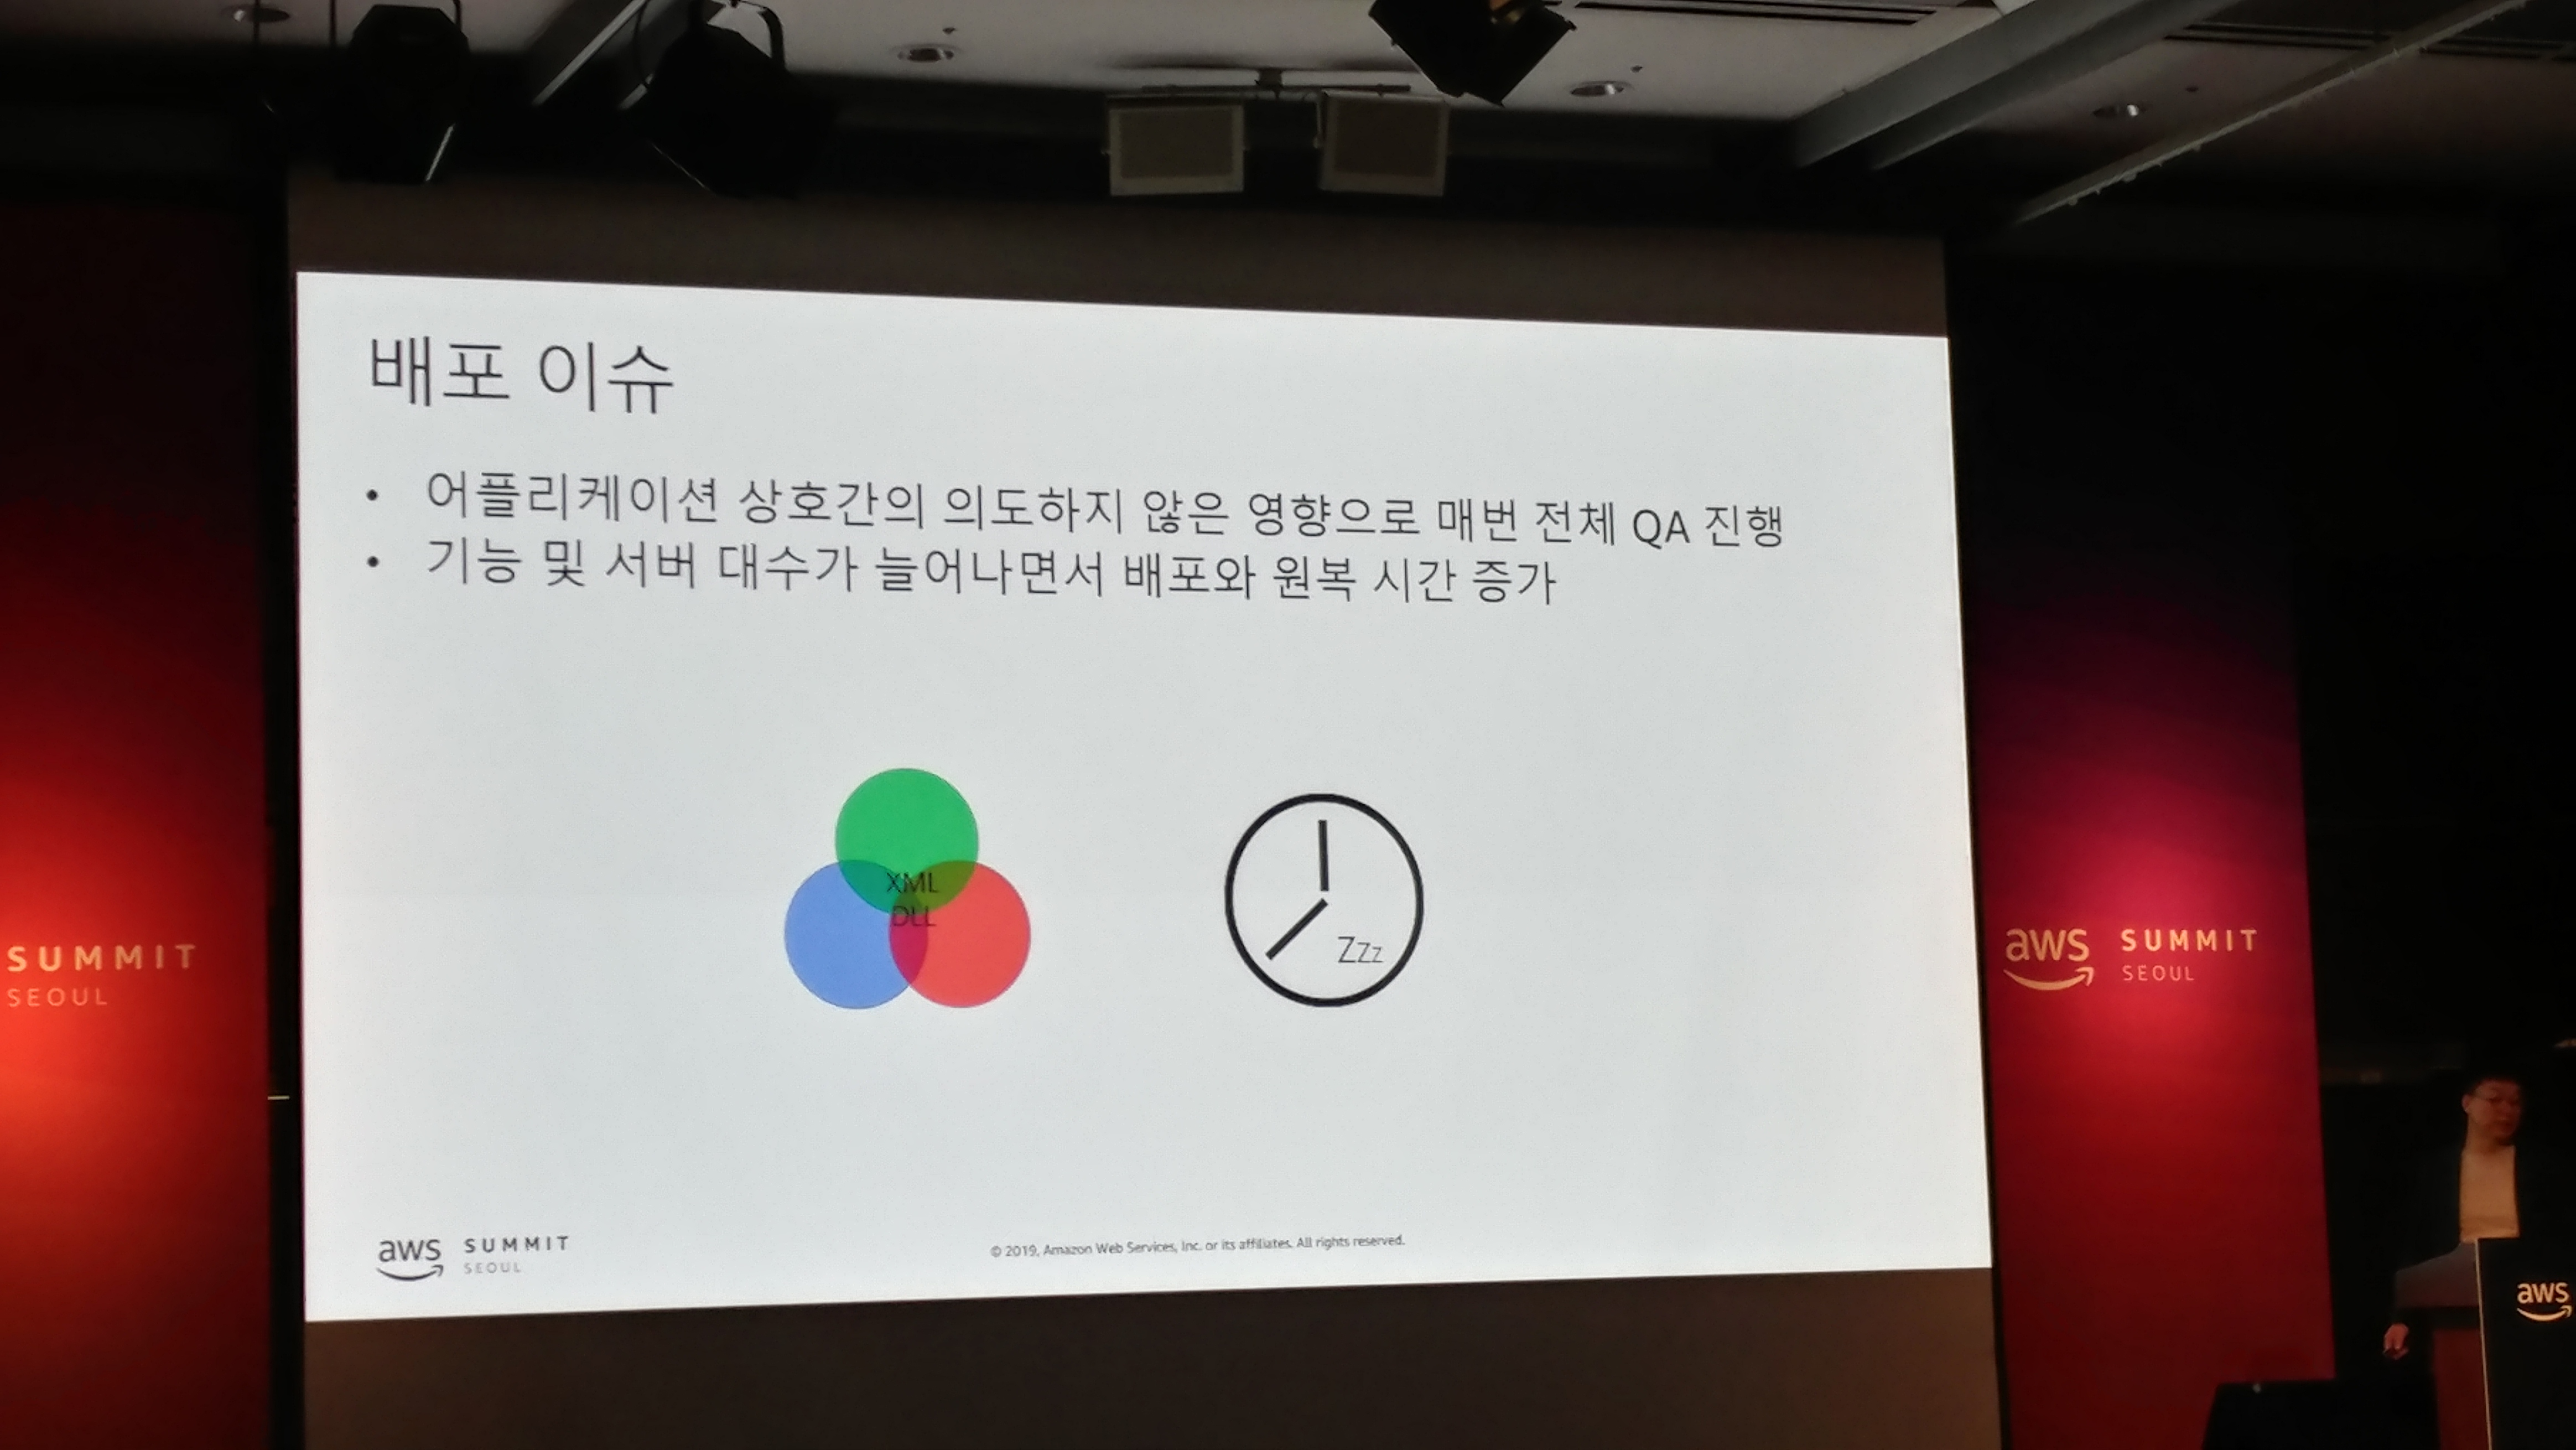 배포 이슈
• 어플리케이션 상호간의 의도하지 않은 영향으로 매번 전체 QA 진행
• 기능 및 서버 대수가 늘어나면서 배포와 원복 시간 증가
XML
DLL
Zzz
aws SUMMIT
SEOUL
© 2019, Amazon Web Services, Inc. or its affiliates. All rights reserved.
SUMMIT
SEOUL
aws SUMMIT
SEOUL
aws